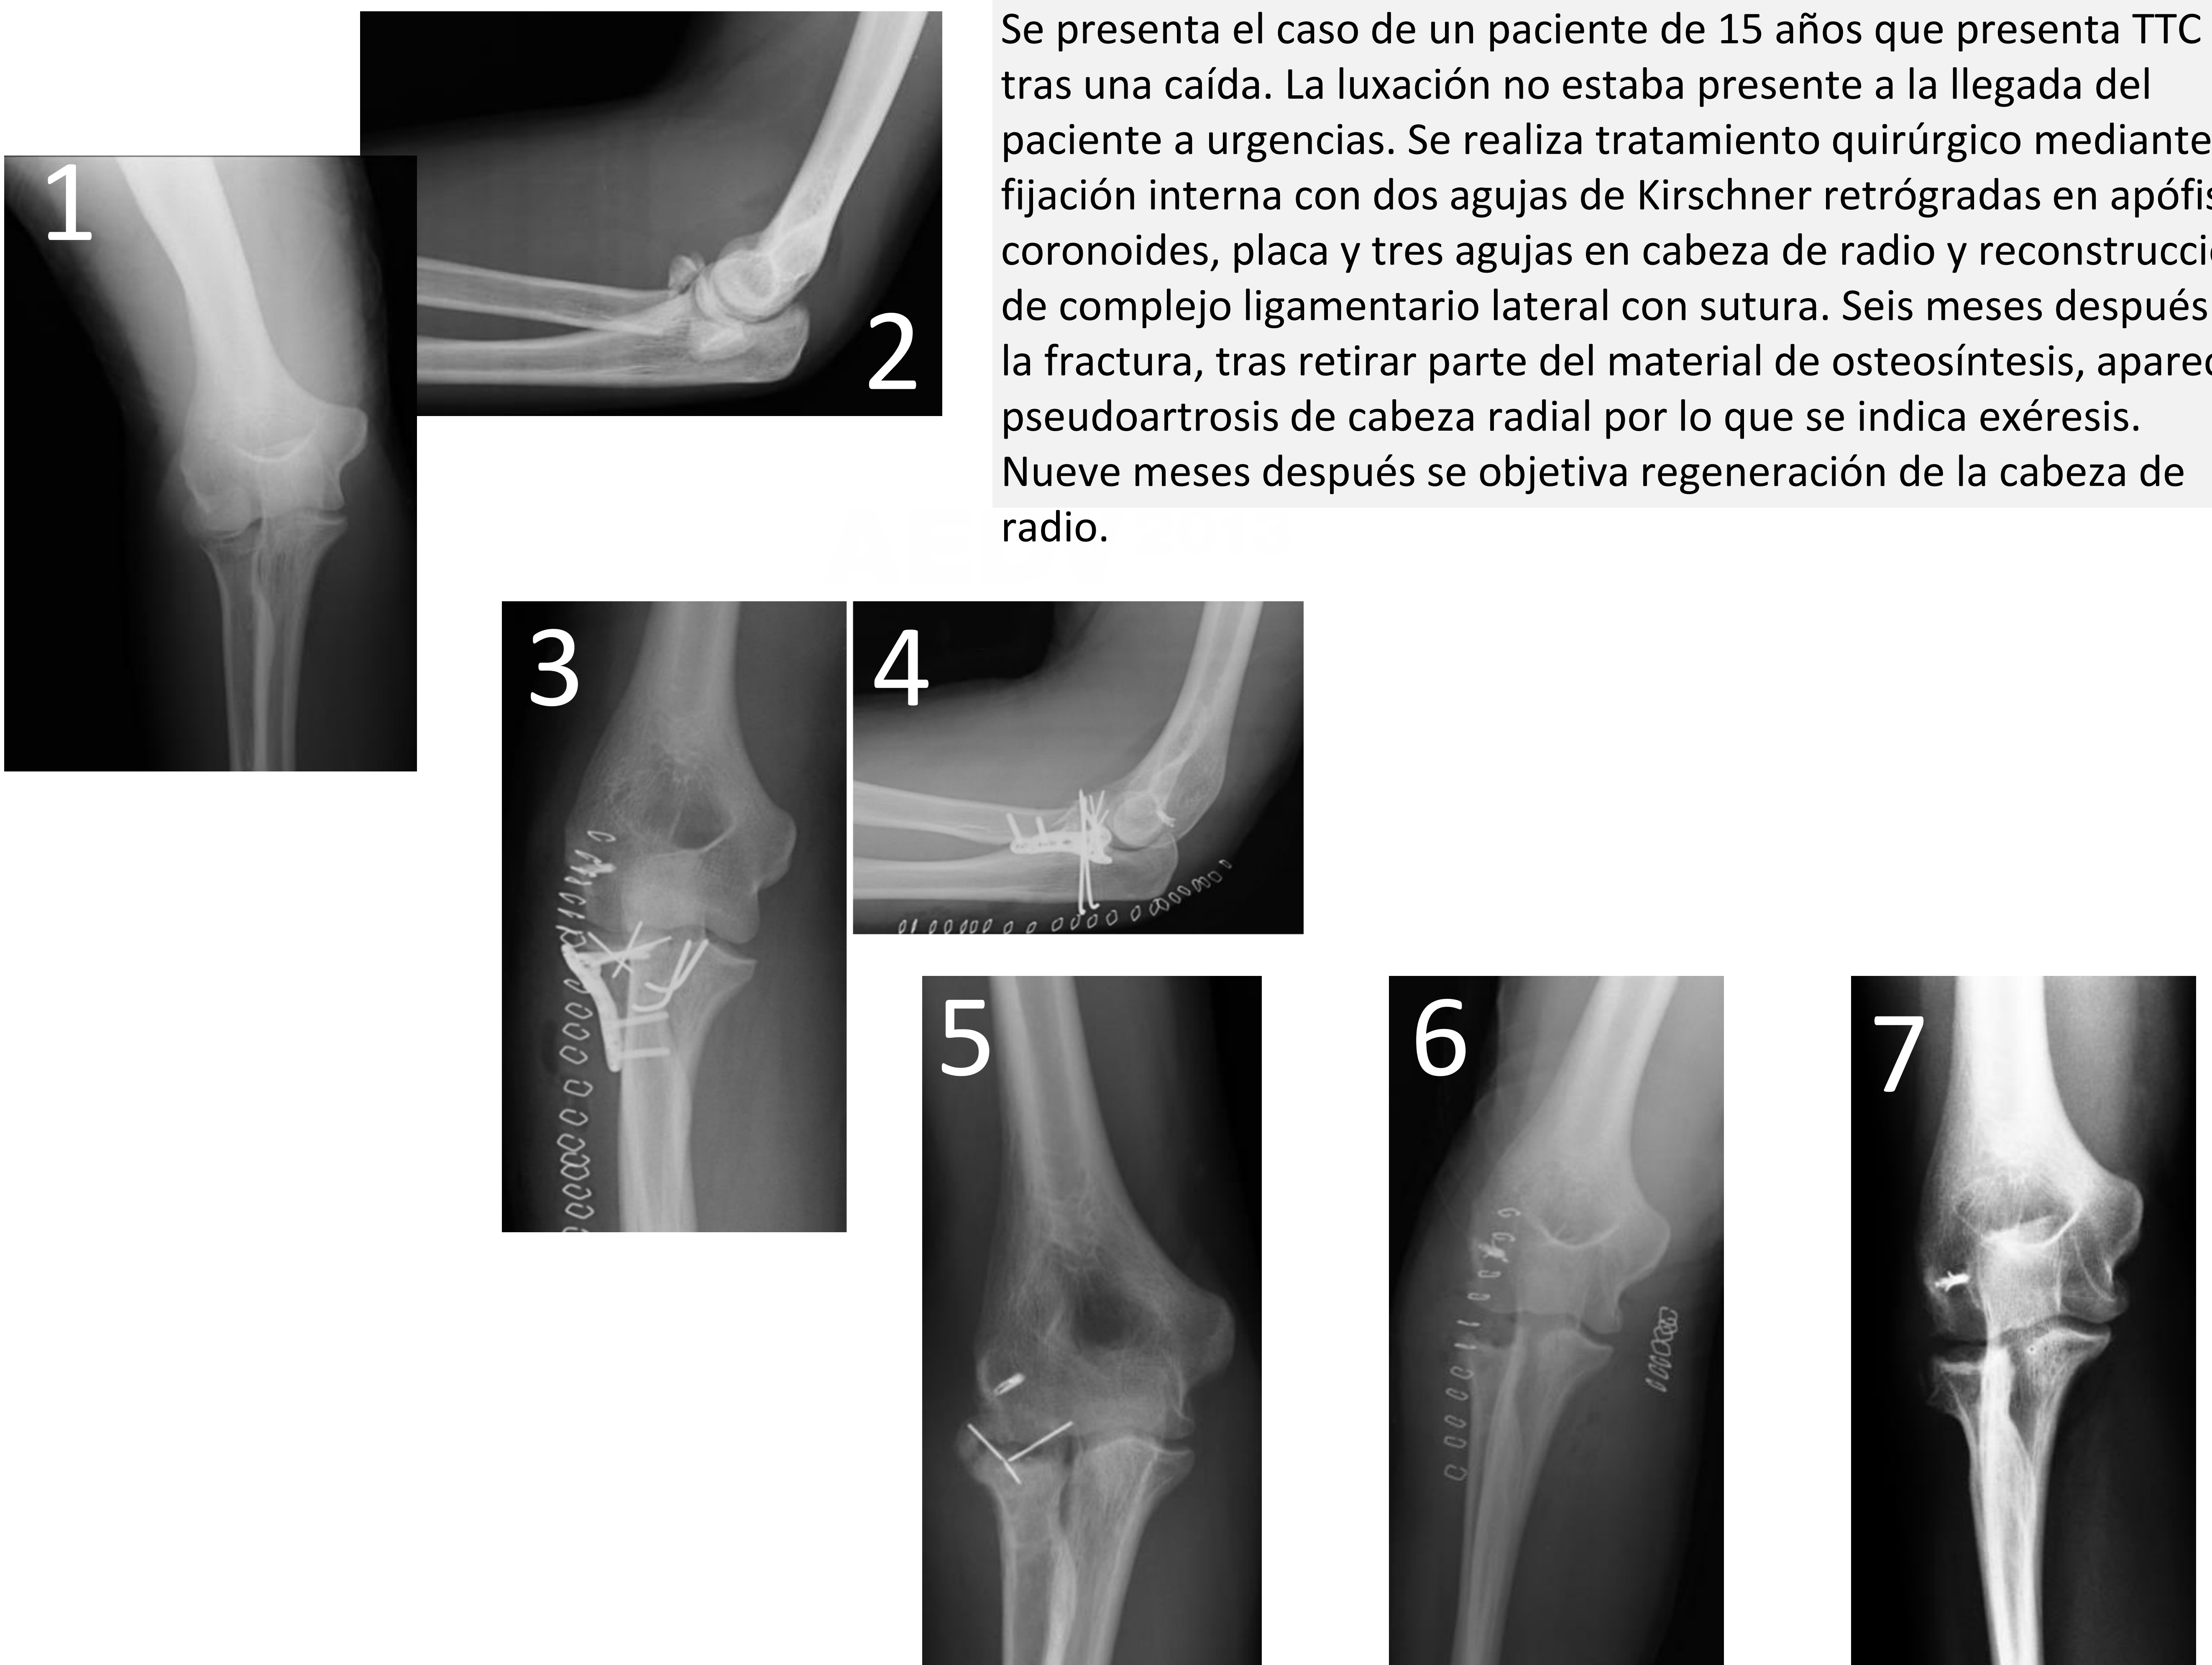 Se presenta el caso de un paciente de 15 años que presenta TTC
tras una caída. La luxación no estaba presente a la llegada del
paciente a urgencias. Se realiza tratamiento quirúrgico mediante
fijación interna con dos agujas de Kirschner retrógradas en apófis
coronoides, placa y tres agujas en cabeza de radio y reconstrucci
de complejo ligamentario lateral con sutura. Seis meses después
la fractura, tras retirar parte del material de osteosíntesis, apare
pseudoartrosis de cabeza radial por lo que se indica exéresis.
Nueve meses después se objetiva regeneración de la cabeza de
radio.
1
2
3
4
5
6
7